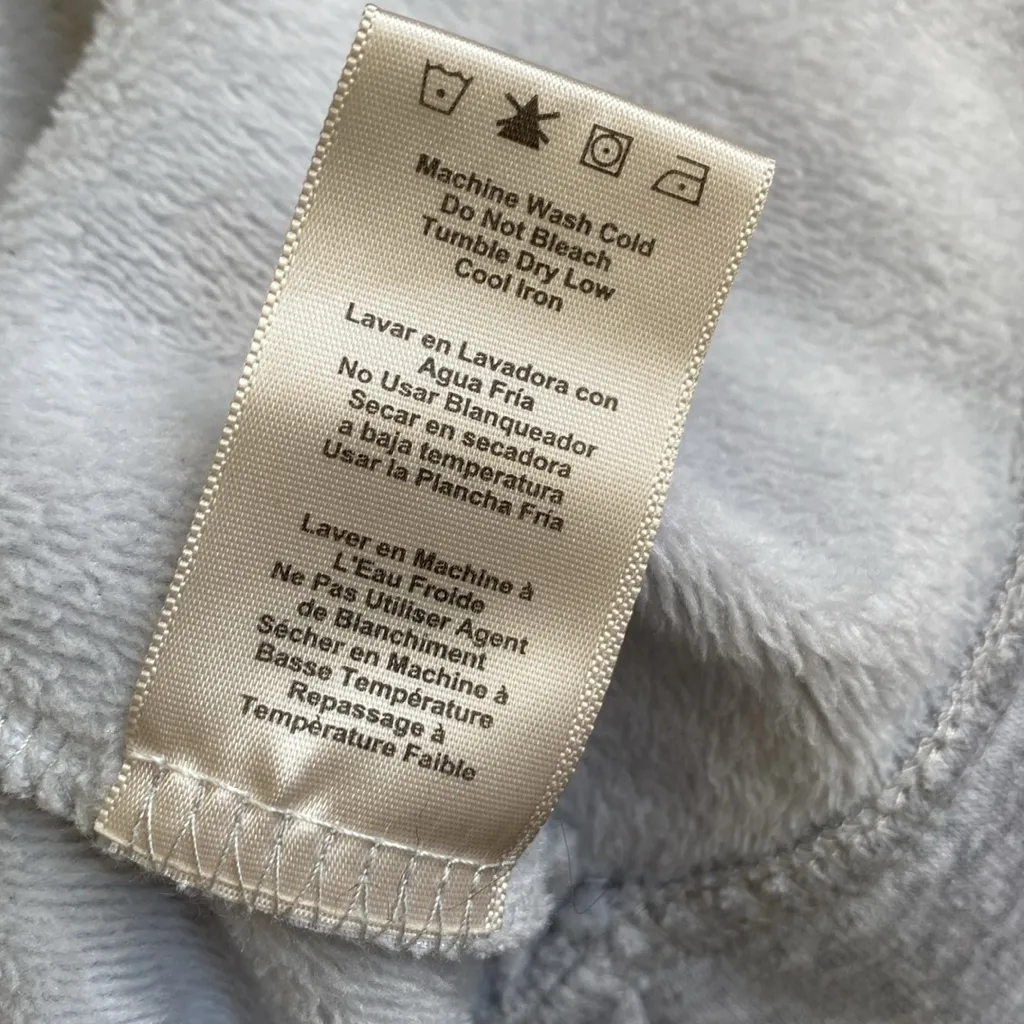 Machine Wash Cold
Do Not Bleach
Tumble Dry Low
Cool Iron
Lavar en Lavadora con
Agua Fría
No Usar Blanqueador
Secar en secadora
a baja temperatura
Usar la Plancha Fría
Laver en Machine à
L'Eau Froide
Ne Pas Utiliser Agent
de Blanchiment
Sécher en Machine à
Basse Température
Repassage à
Tempèrature Faible